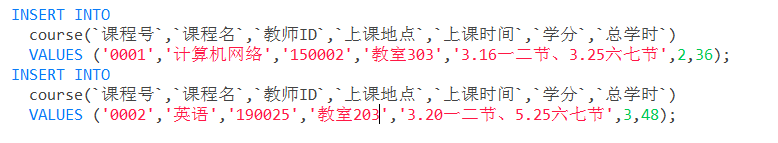 INSERT INTO
course(`课程号`,`课程名`,`教师ID`,`上课地点`,`上课时间`,`学分`,`总学时`)
VALUES ('0001','计算机网络','150002','教室303','3.16一二节、3.25六七节',2,36);
INSERT INTO
course(`课程号`,`课程名`,`教师ID`,`上课地点`,`上课时间`,`学分`,`总学时`)
VALUES ('0002','英语','190025','教室203','3.20一二节、5.25六七节',3,48);